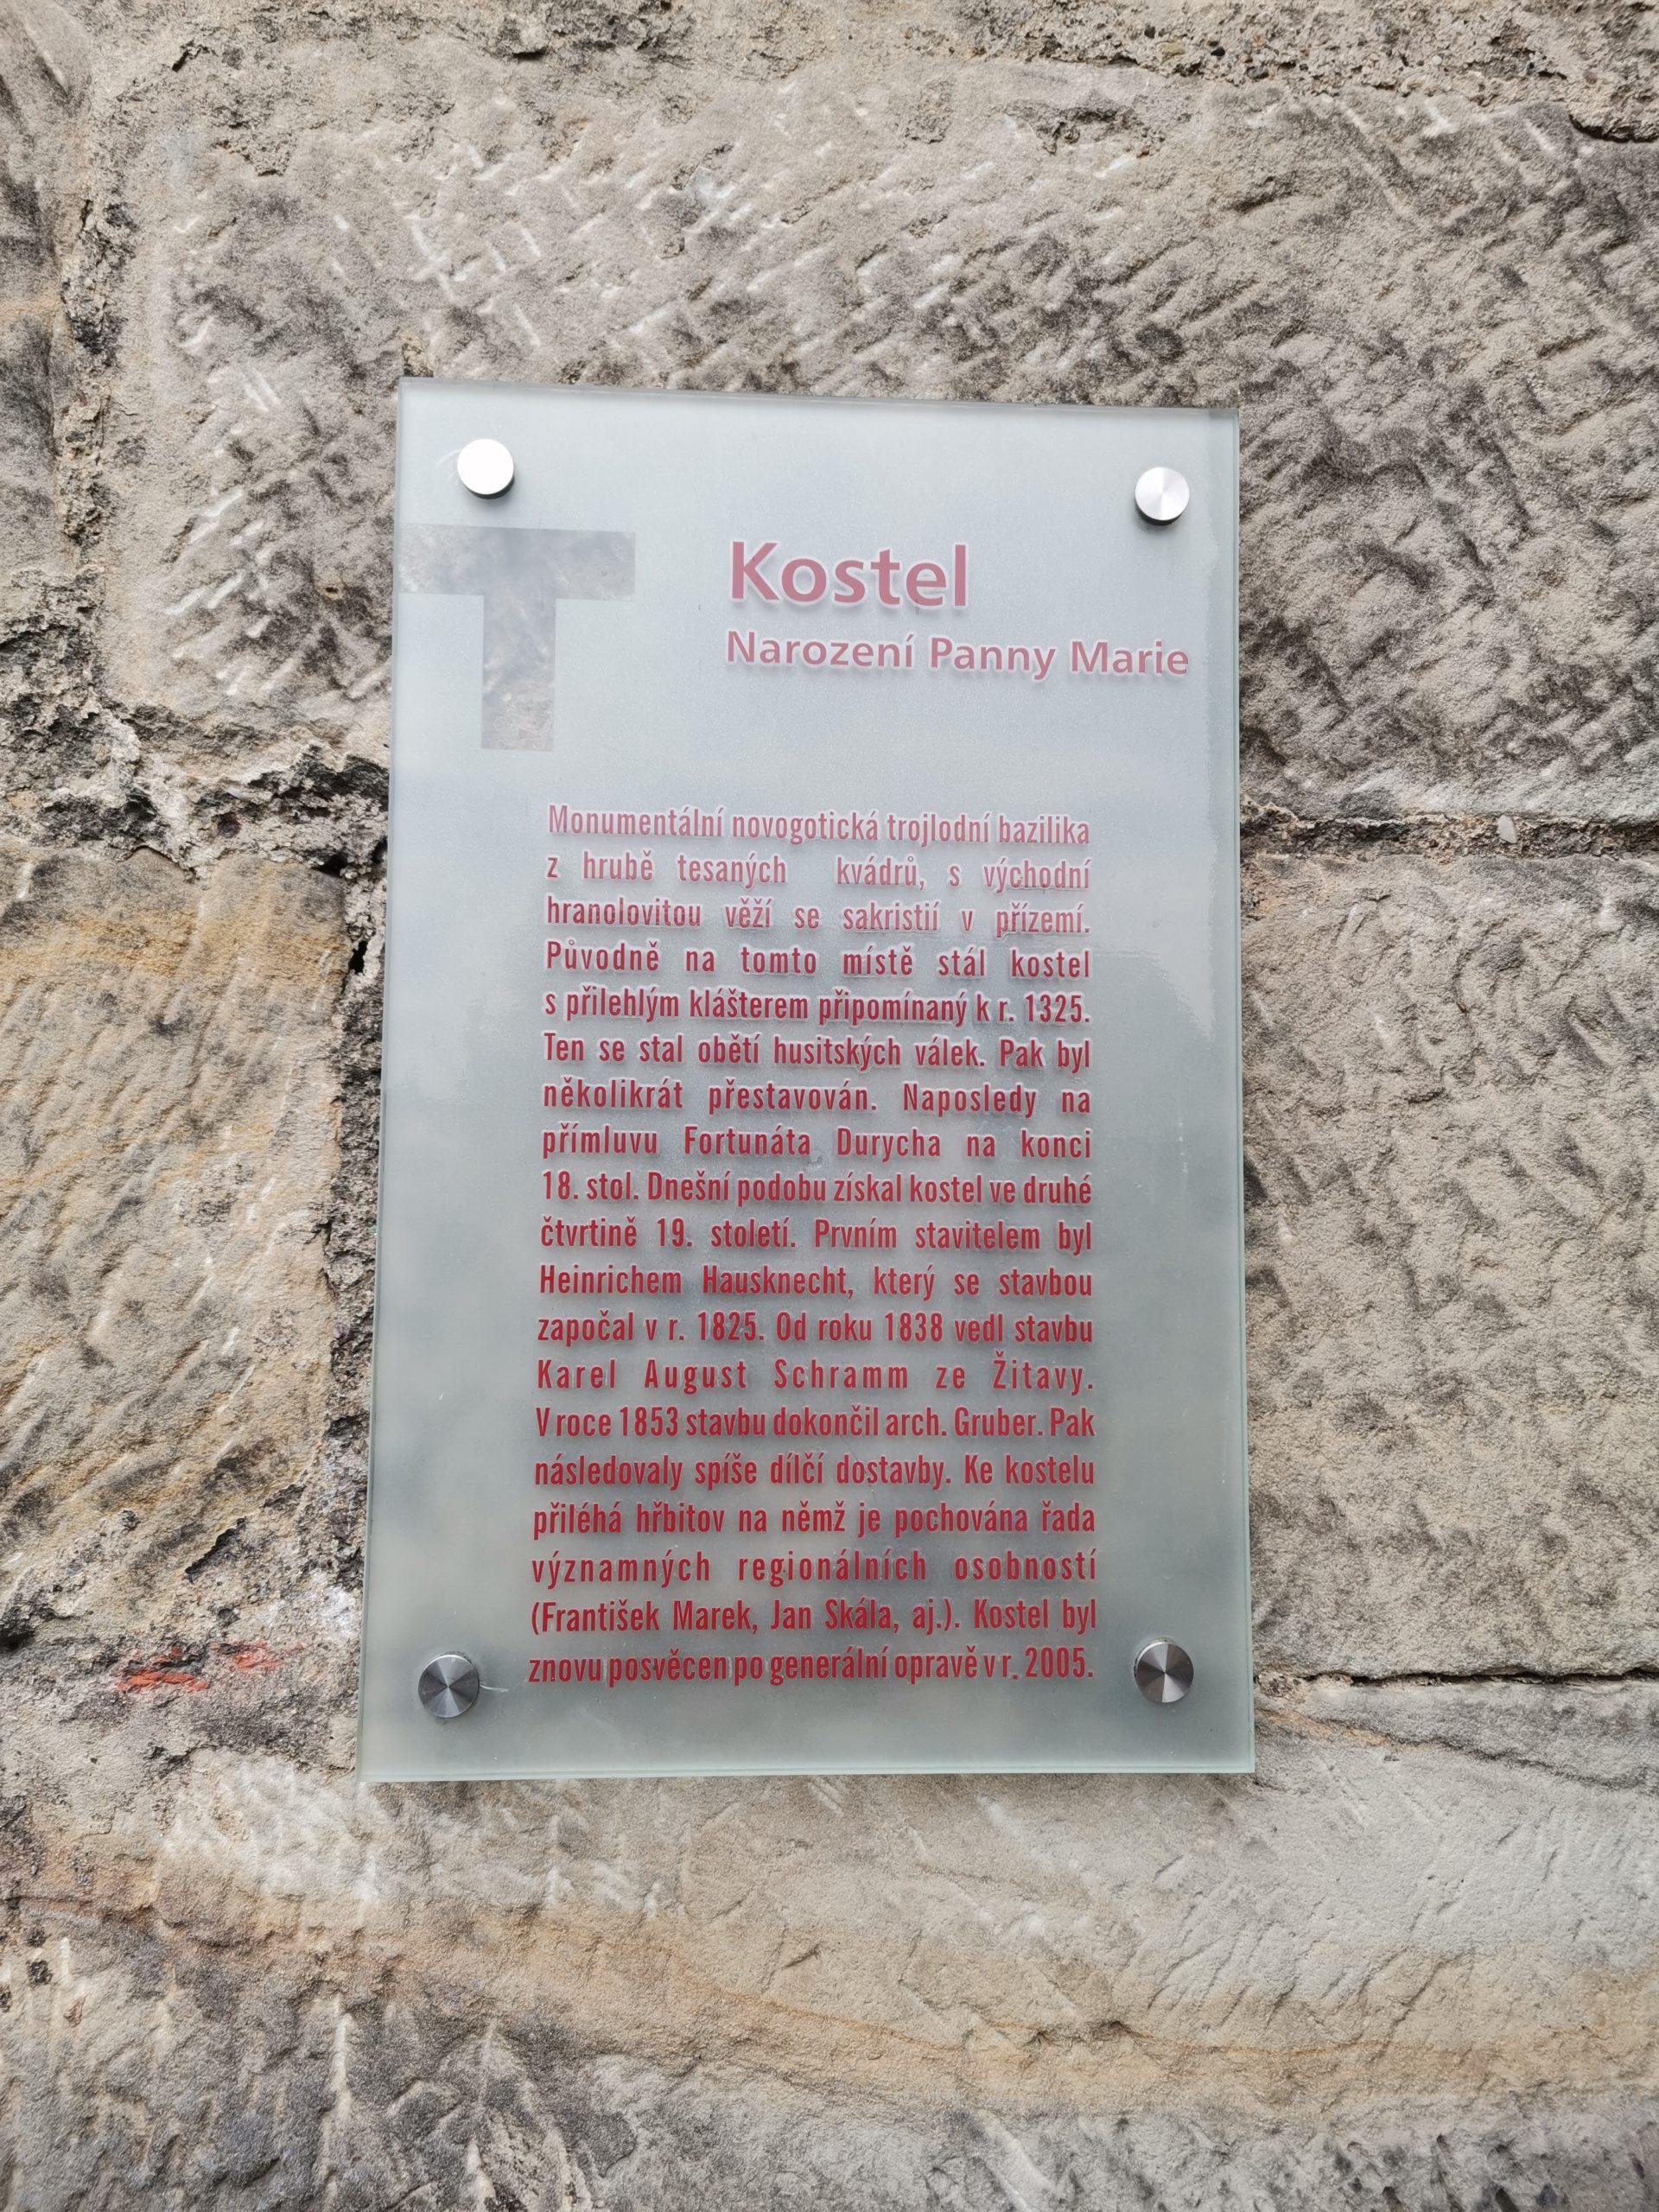 T
Kostel
Narození Panny Marie
Monumentální novogotická trojlodní bazilika
z hrubě tesaných kvádrů, s východní
hranolovitou věží se sakristií v přízemí.
Původně na tomto místě stál kostel
s přilehlým klášterem připomínaný k r. 1325.
Ten se stal obětí husitských válek. Pak byl
několikrát přestavován. Naposledy na
přímluvu Fortunáta Durycha na konci
18. stol. Dnešní podobu získal kostel ve druhé
čtvrtině 19. století. Prvním stavitelem byl
Heinrichem Hausknecht, který se stavbou
započal v r. 1825. Od roku 1838 vedl stavbu
Karel August Schramm ze Žitavy.
V roce 1853 stavbu dokončil arch. Gruber. Pak
následovaly spíše dílčí dostavby. Ke kostelu
přiléhá hřbitov na němž je pochována řada
významných regionálních osobností
(František Marek, Jan Skála, aj.). Kostel byl
znovu posvěcen po generální opravě v r. 2005.